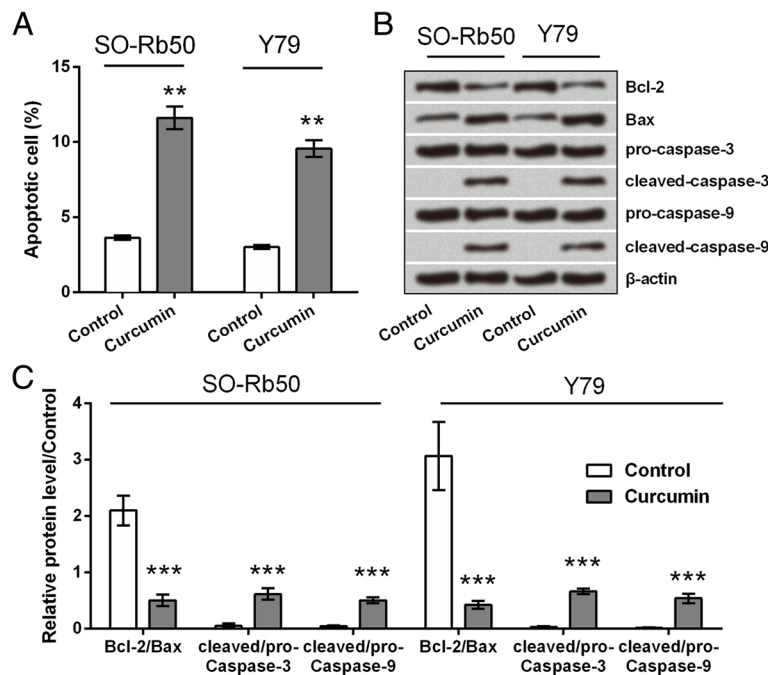 A
SO-Rb50
Y79
Apoptotic cell (%)
15
10
5
0
**
**
Control
Curcumin
Control
Curcumin
B
SO-Rb50
Y79
Bcl-2
Bax
pro-caspase-3
cleaved-caspase-3
pro-caspase-9
cleaved-caspase-9
β-actin
Control
Curcumin
Control
Curcumin
C
SO-Rb50
Y79
Relative protein level/Control
4
3
2
1
0
Control
Curcumin
***
***
***
***
***
***
Bcl-2/Bax
cleaved/pro-
Caspase-3
cleaved/pro-
Caspase-9
Bcl-2/Bax
cleaved/pro-
Caspase-3
cleaved/pro-
Caspase-9